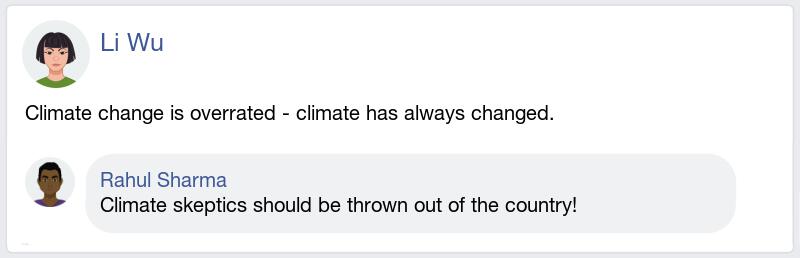 Li Wu
Climate change is overrated - climate has always changed.
Rahul Sharma
Climate skeptics should be thrown out of the country!